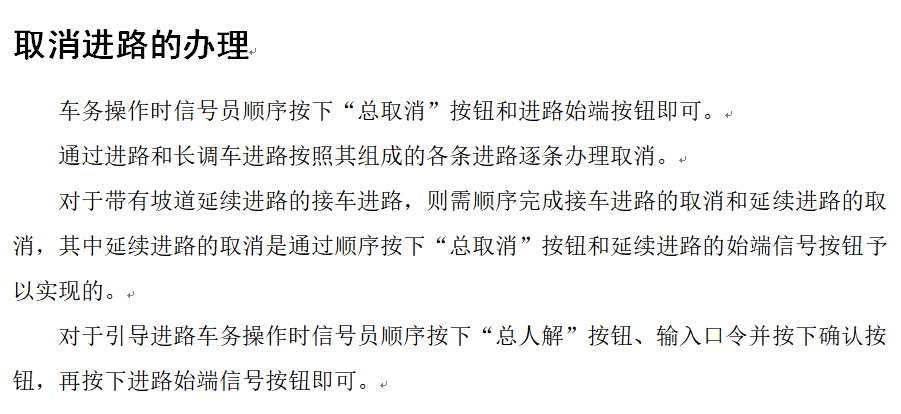 取消进路的办理
车务操作时信号员顺序按下“总取消”按钮和进路始端按钮即可。
通过进路和长调车进路按照其组成的各条进路逐条办理取消。
对于带有坡道延续进路的接车进路，则需顺序完成接车进路的取消和延续进路的取
消，其中延续进路的取消是通过顺序按下“总取消”按钮和延续进路的始端信号按钮予
以实现的。
对于引导进路车务操作时信号员顺序按下“总人解”按钮、输入口令并按下确认按
钮，再按下进路始端信号按钮即可。